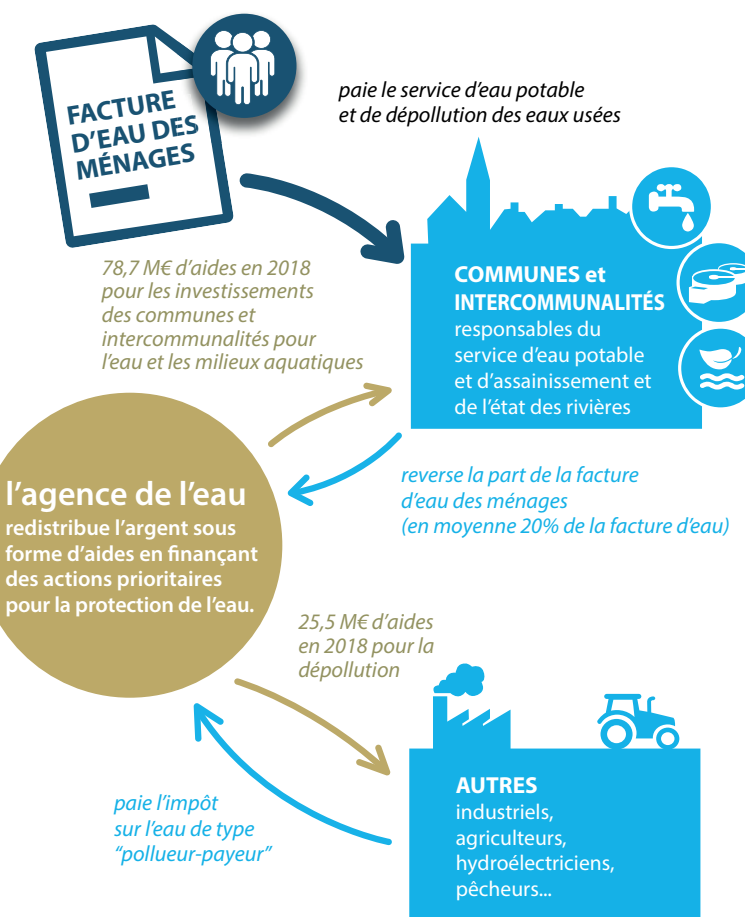 FACTURE
D’EAU DES
MÉNAGES
paie le service d’eau potable
et de dépollution des eaux usées
78,7 M€ d’aides en 2018
pour les investissements
des communes et
intercommunalités pour
l’eau et les milieux aquatiques
COMMUNES et
INTERCOMMUNALITÉS
responsables du
service d’eau potable
et d’assainissement et
de l’état des rivières
l’agence de l’eau
redistribue l’argent sous
forme d’aides en finançant
des actions prioritaires
pour la protection de l’eau.
reverse la part de la facture
d’eau des ménages
(en moyenne 20% de la facture d’eau)
25,5 M€ d’aides
en 2018 pour la
dépollution
paie l’impôt
sur l’eau de type
“pollueur-payeur”
AUTRES
industriels,
agriculteurs,
hydroélectriciens,
pêcheurs...